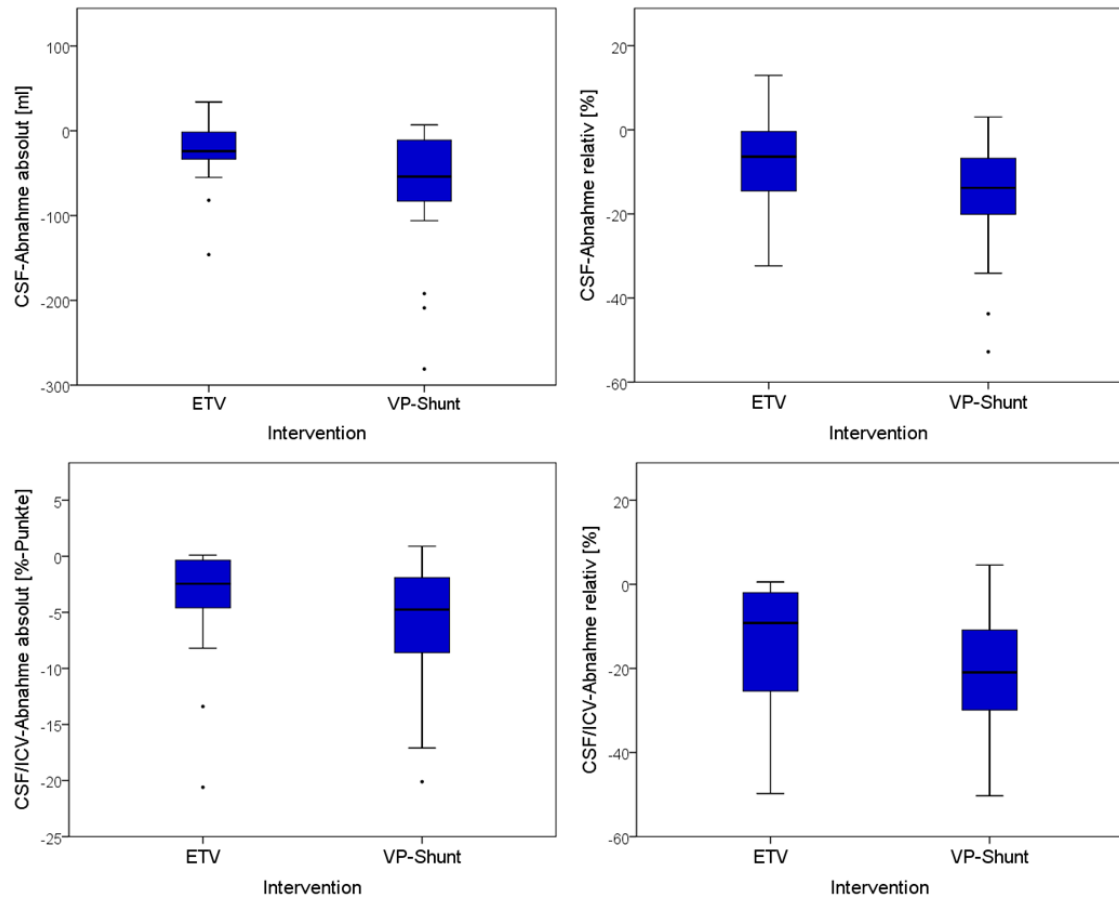 CSF-Abnahme absolut [ml]
100
0
-100
-200
-300
ETV VP-Shunt
Intervention
CSF-Abnahme relativ [%]
20
0
-20
-40
-60
ETV VP-Shunt
Intervention
CSF/ICV-Abnahme absolut [%-Punkte]
5
0
-5
-10
-15
-20
-25
ETV VP-Shunt
Intervention
CSF/ICV-Abnahme relativ [%]
20
0
-20
-40
-60
ETV VP-Shunt
Intervention